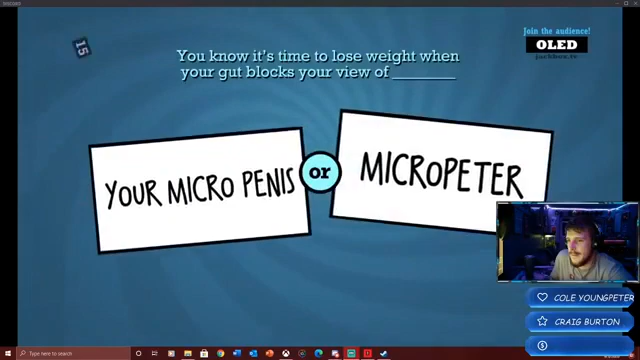 15
Join the audience!
OLED
You know it's time to lose weight when
your gut blocks your view of ________
YOUR MICRO PENIS
or
MICROPETER
COLE YOUNGPETER
CRAIG BURTON
Type here to search